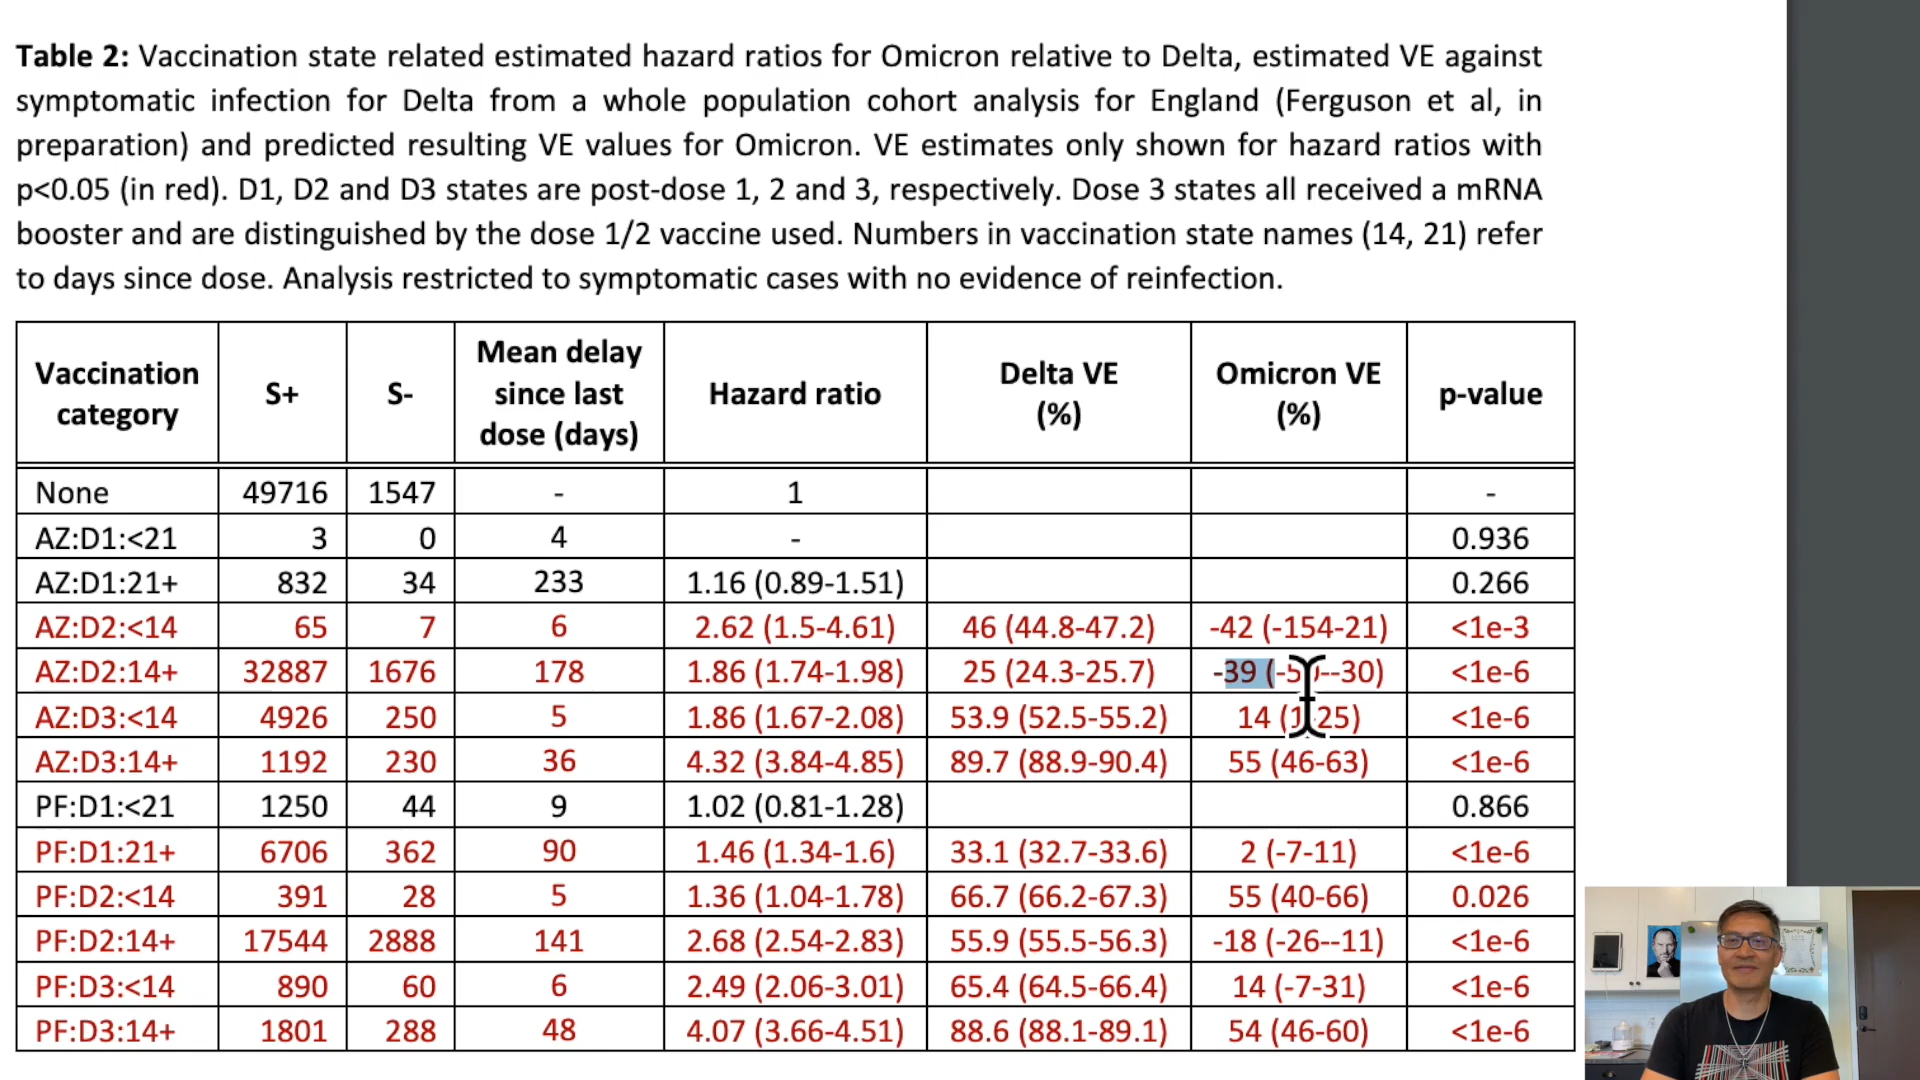 Table 2: Vaccination state related estimated hazard ratios for Omicron relative to Delta, estimated VE against
symptomatic infection for Delta from a whole population cohort analysis for England (Ferguson et al, in
preparation) and predicted resulting VE values for Omicron. VE estimates only shown for hazard ratios with
p<0.05 (in red). D1, D2 and D3 states are post-dose 1, 2 and 3, respectively. Dose 3 states all received a mRNA
booster and are distinguished by the dose 1/2 vaccine used. Numbers in vaccination state names (14, 21) refer
to days since dose. Analysis restricted to symptomatic cases with no evidence of reinfection.
Vaccination category S+ S- Mean delay since last dose (days) Hazard ratio Delta VE (%) Omicron VE (%) p-value
None 49716 1547 - 1 -
AZ:D1:<21 3 0 4 - 0.936
AZ:D1:21+ 832 34 233 1.16 (0.89-1.51) 0.266
AZ:D2:<14 65 7 6 2.62 (1.5-4.61) 46 (44.8-47.2) -42 (-154-21) <1e-3
AZ:D2:14+ 32887 1676 178 1.86 (1.74-1.98) 25 (24.3-25.7) -39 <1e-6
AZ:D3:<14 4926 250 5 1.86 (1.67-2.08) 53.9 (52.5-55.2) 14 <1e-6
AZ:D3:14+ 1192 230 36 4.32 (3.84-4.85) 89.7 (88.9-90.4) 55 (46-63) <1e-6
PF:D1:<21 1250 44 9 1.02 (0.81-1.28) 0.866
PF:D1:21+ 6706 362 90 1.46 (1.34-1.6) 33.1 (32.7-33.6) 2 (-7-11) <1e-6
PF:D2:<14 391 28 5 1.36 (1.04-1.78) 66.7 (66.2-67.3) 55 (40-66) 0.026
PF:D2:14+ 17544 2888 141 2.68 (2.54-2.83) 55.9 (55.5-56.3) -18 (-26--11) <1e-6
PF:D3:<14 890 60 6 2.49 (2.06-3.01) 65.4 (64.5-66.4) 14 (-7-31) <1e-6
PF:D3:14+ 1801 288 48 4.07 (3.66-4.51) 88.6 (88.1-89.1) 54 (46-60) <1e-6